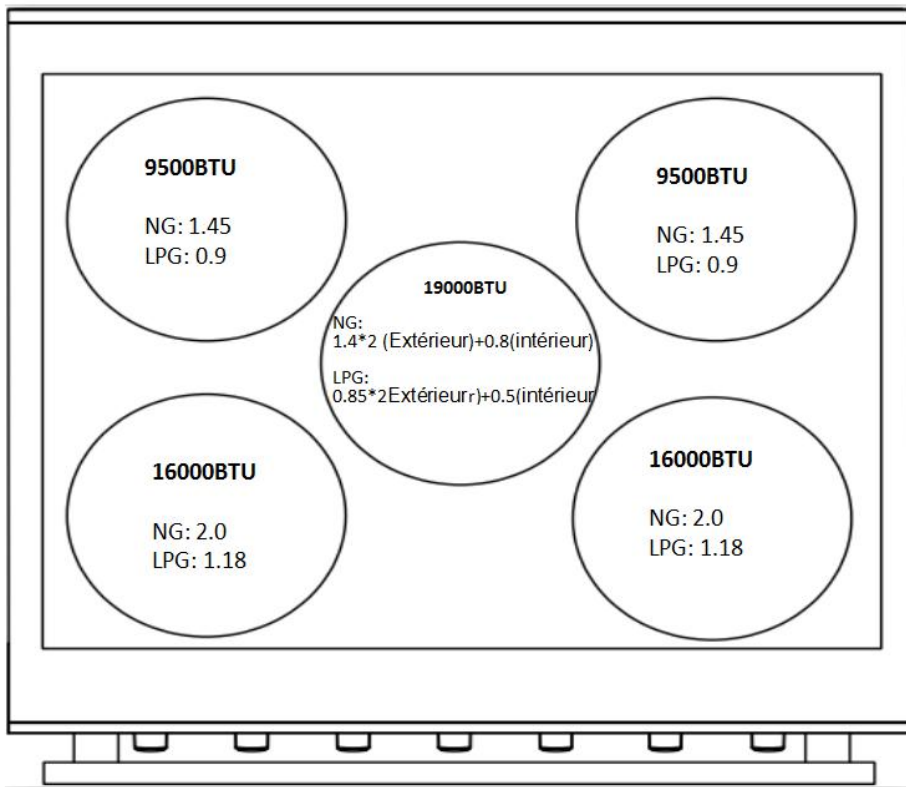 9500BTU
NG: 1.45
LPG: 0.9
9500BTU
NG: 1.45
LPG: 0.9
19000BTU
NG:
1.4*2 (Extérieur)+0.8(intérieur)
LPG:
0.85*2Extérieurr)+0.5(intérieur
16000BTU
NG: 2.0
LPG: 1.18
16000BTU
NG: 2.0
LPG: 1.18